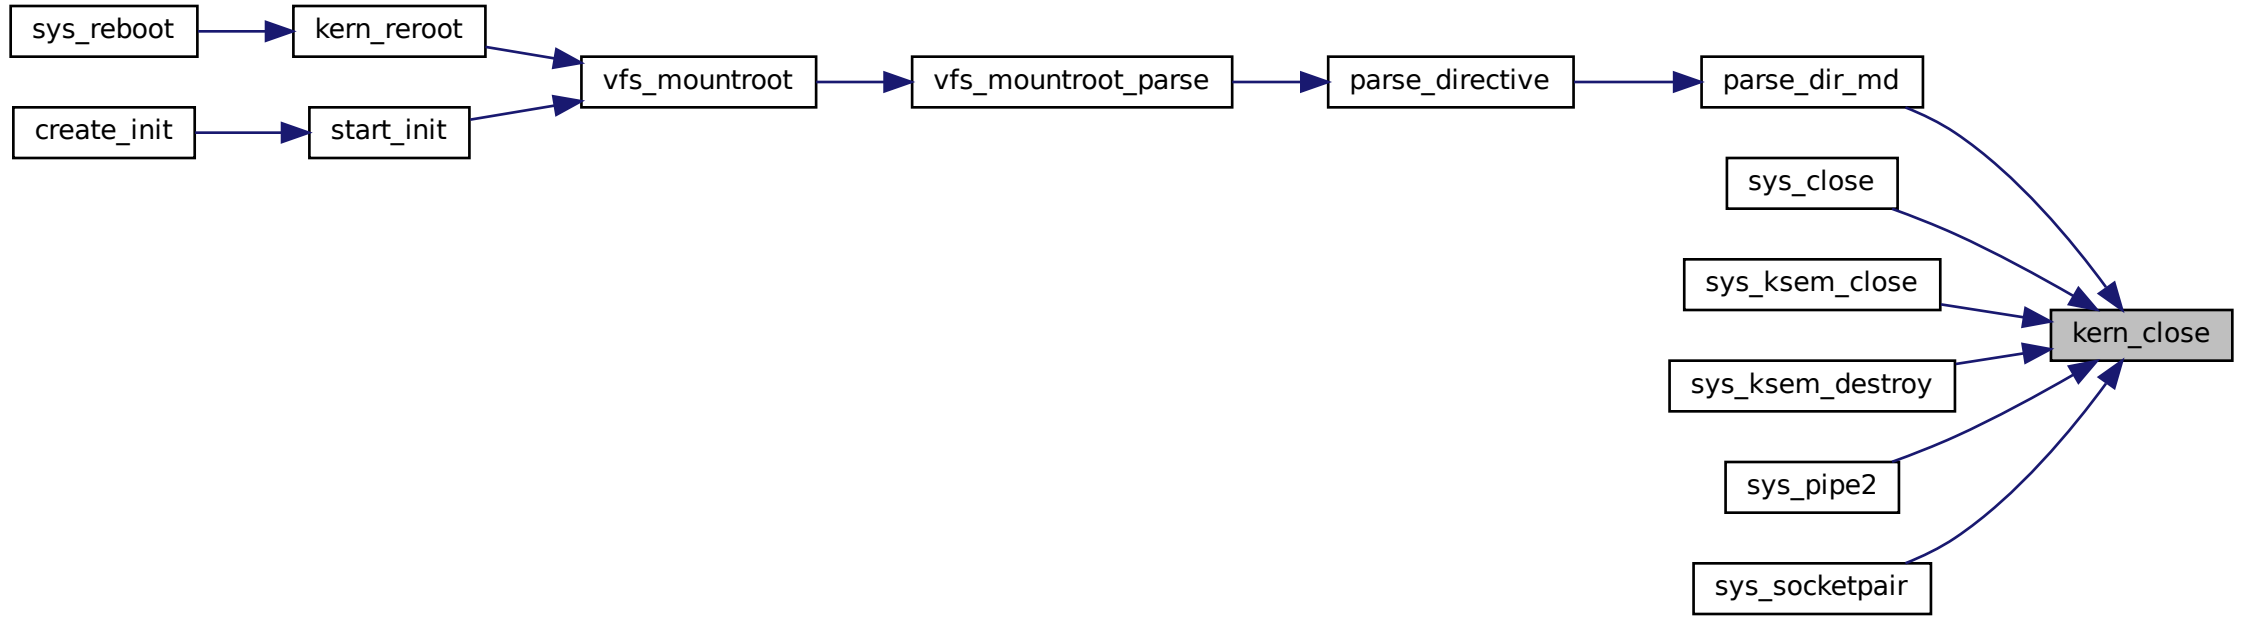 sys_reboot
kern_reroot
vfs_mountroot
vfs_mountroot_parse
parse_directive
parse_dir_md
create_init
start_init
sys_close
sys_ksem_close
kern_close
sys_ksem_destroy
sys_pipe2
sys_socketpair